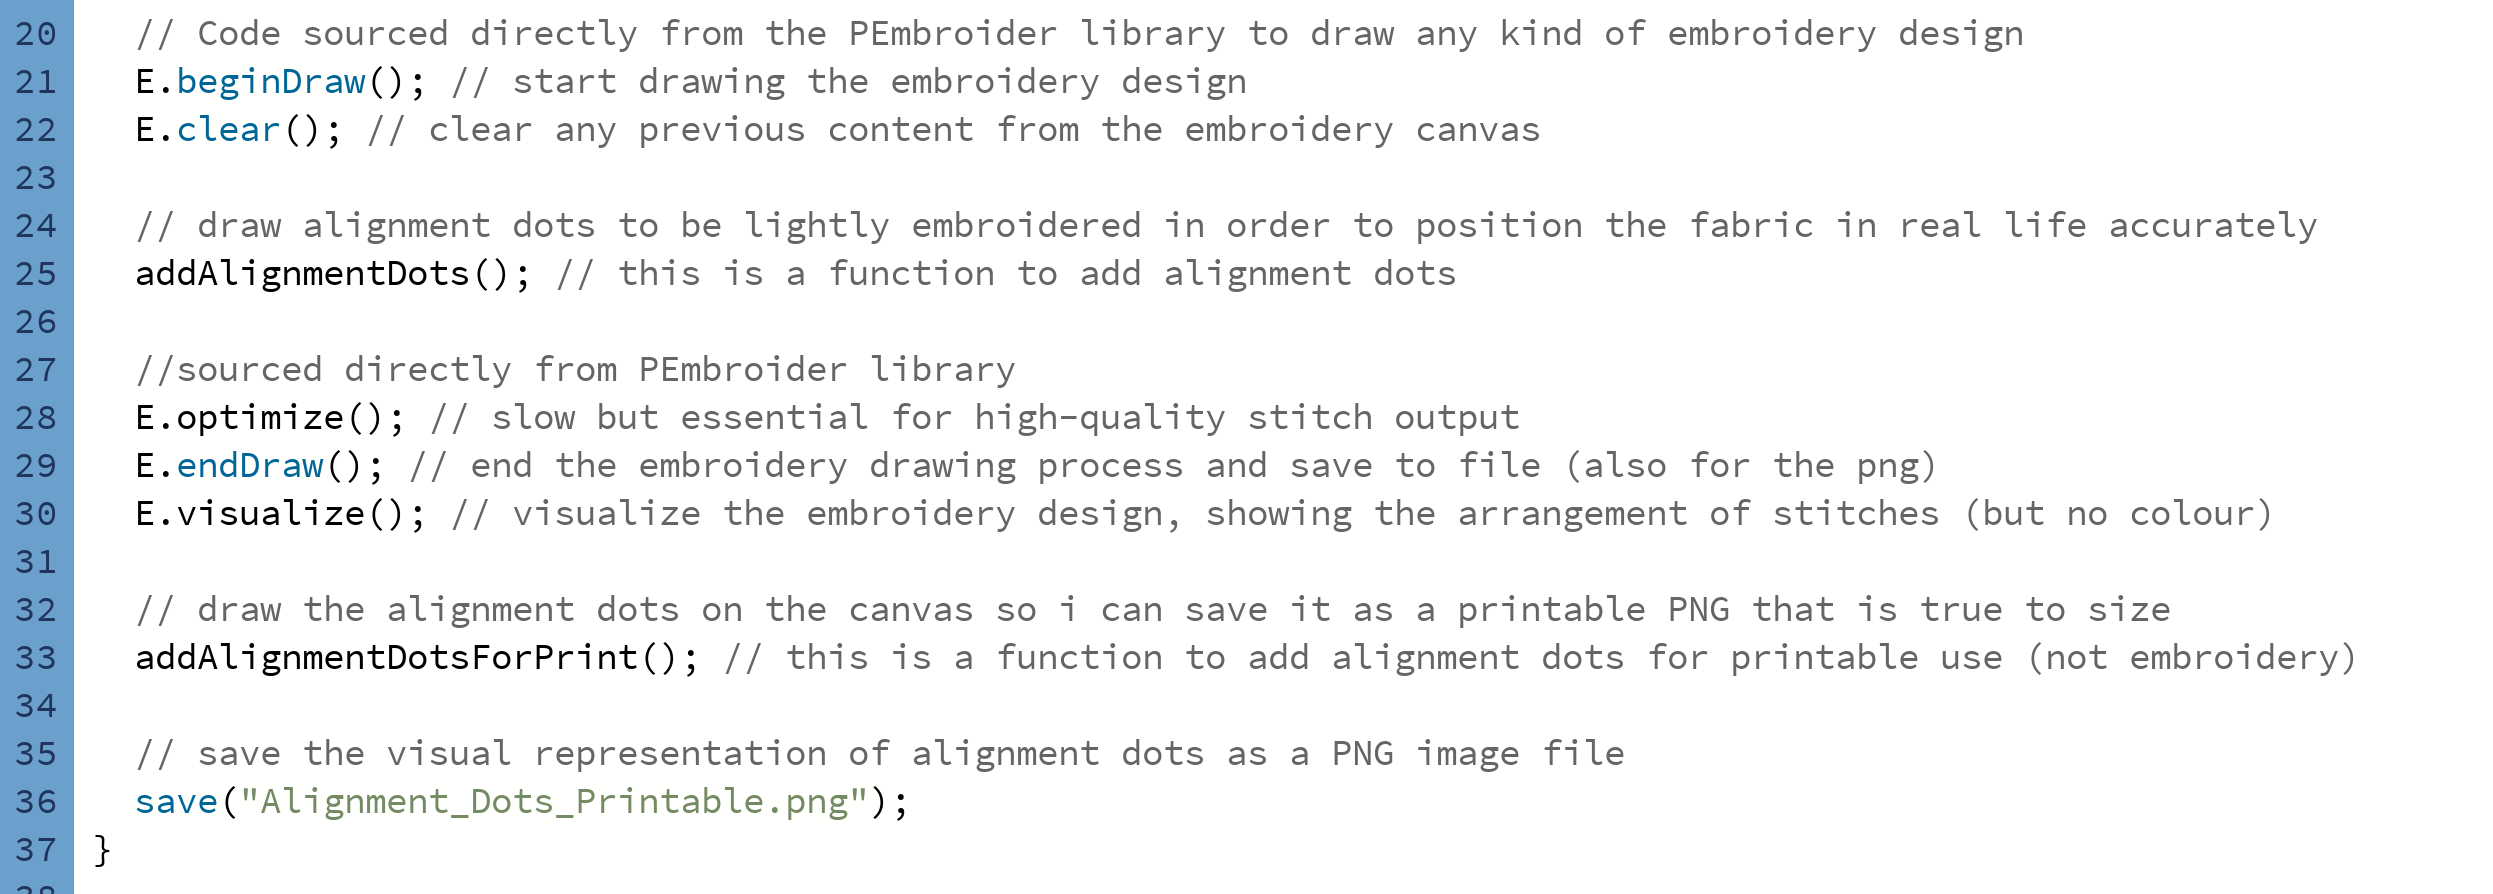 20 // Code sourced directly from the PEmbroider library to draw any kind of embroidery design
21 E.beginDraw(); // start drawing the embroidery design
22 E.clear(); // clear any previous content from the embroidery canvas
23
24 // draw alignment dots to be lightly embroidered in order to position the fabric in real life accurately
25 addAlignmentDots(); // this is a function to add alignment dots
26
27 //sourced directly from PEmbroider library
28 E.optimize(); // slow but essential for high-quality stitch output
29 E.endDraw(); // end the embroidery drawing process and save to file (also for the png)
30 E.visualize(); // visualize the embroidery design, showing the arrangement of stitches (but no colour)
31
32 // draw the alignment dots on the canvas so i can save it as a printable PNG that is true to size
33 addAlignmentDotsForPrint(); // this is a function to add alignment dots for printable use (not embroidery)
34
35 // save the visual representation of alignment dots as a PNG image file
36 save("Alignment_Dots_Printable.png");
37 }
38